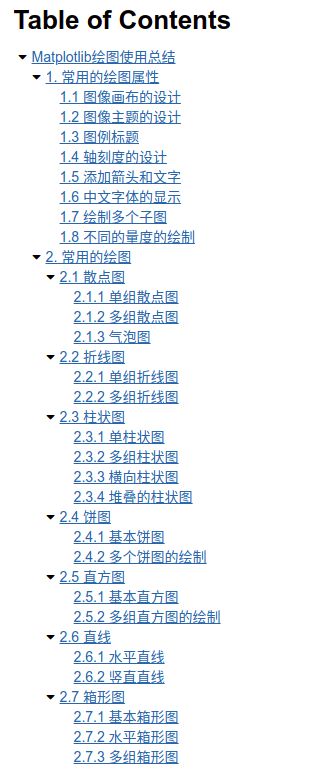 Table of Contents
Matplotlib绘图使用总结
1. 常用的绘图属性
1.1 图像画布的设计
1.2 图像主题的设计
1.3 图例标题
1.4 轴刻度的设计
1.5 添加箭头和文字
1.6 中文字体的显示
1.7 绘制多个子图
1.8 不同的量度的绘制
2. 常用的绘图
2.1 散点图
2.1.1 单组散点图
2.1.2 多组散点图
2.1.3 气泡图
2.2 折线图
2.2.1 单组折线图
2.2.2 多组折线图
2.3 柱状图
2.3.1 单柱状图
2.3.2 多组柱状图
2.3.3 横向柱状图
2.3.4 堆叠的柱状图
2.4 饼图
2.4.1 基本饼图
2.4.2 多个饼图的绘制
2.5 直方图
2.5.1 基本直方图
2.5.2 多组直方图的绘制
2.6 直线
2.6.1 水平直线
2.6.2 竖直直线
2.7 箱形图
2.7.1 基本箱形图
2.7.2 水平箱形图
2.7.3 多组箱形图